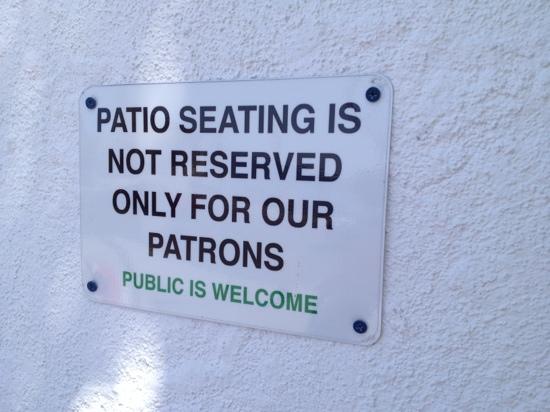 PATIO SEATING IS
NOT RESERVED
ONLY FOR OUR
PATRONS
PUBLIC IS WELCOME